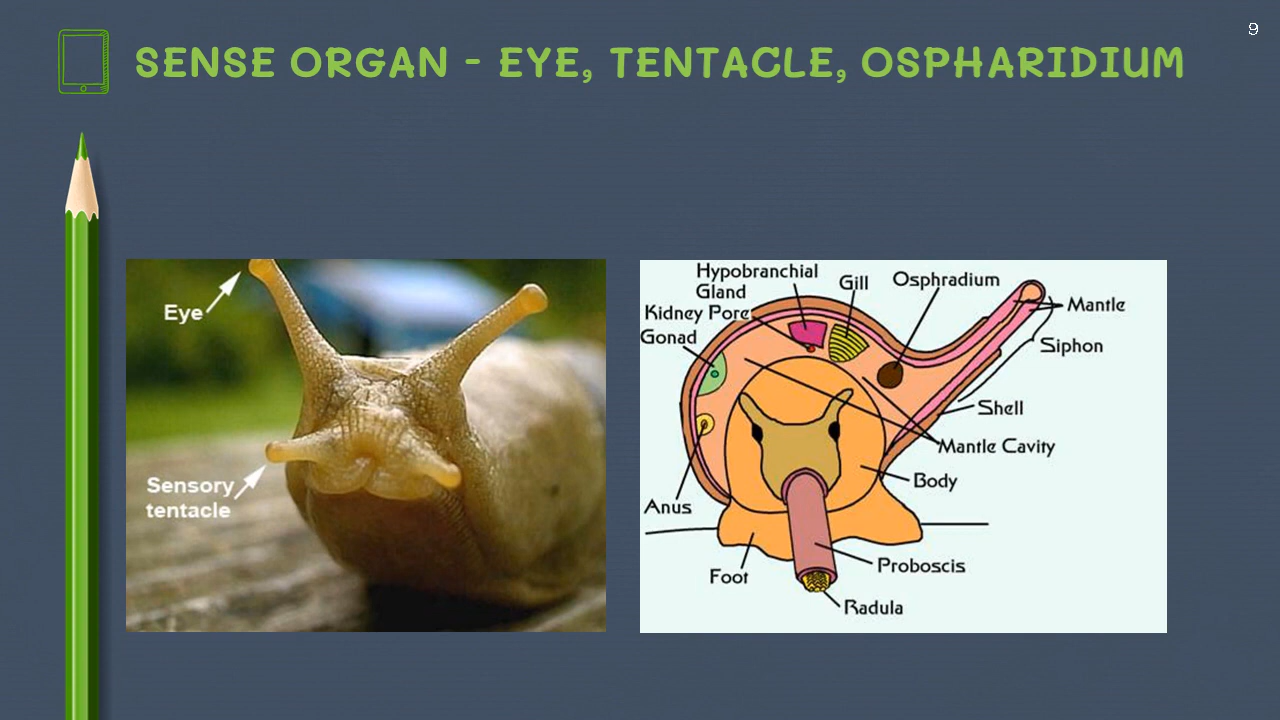 9
SENSE ORGAN - EYE, TENTACLE, OSPHARIDIUM
Eye
Sensory
tentacle
Hypobranchial
Gland
Gill
Osphradium
Kidney Pore
Mantle
Gonad
Siphon
Shell
Mantle Cavity
Body
Anus
Proboscis
Foot
Radula